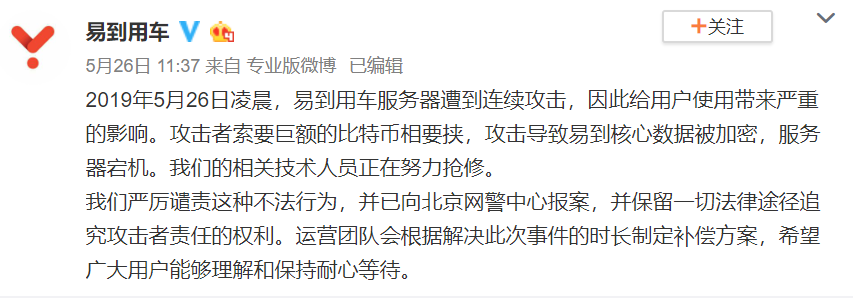 易到用车
+关注
5月26日 11:37 来自 专业版微博 已编辑
2019年5月26日凌晨，易到用车服务器遭到连续攻击，因此给用户使用带来严重
的影响。攻击者索要巨额的比特币相要挟，攻击导致易到核心数据被加密，服务
器宕机。我们的相关技术人员正在努力抢修。
我们严厉谴责这种不法行为，并已向北京网警中心报案，并保留一切法律途径追
究攻击者责任的权利。运营团队会根据解决此次事件的时长制定补偿方案，希望
广大用户能够理解和保持耐心等待。